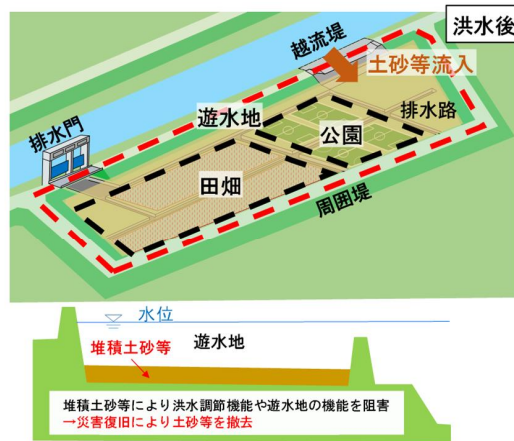 洪水後
越流堤
土砂等流入
排水門
遊水地
公園
排水路
田畑
周囲堤
水位
遊水地
堆積土砂等
堆積土砂等により洪水調節機能や遊水地の機能を阻害
→災害復旧により土砂等を撤去